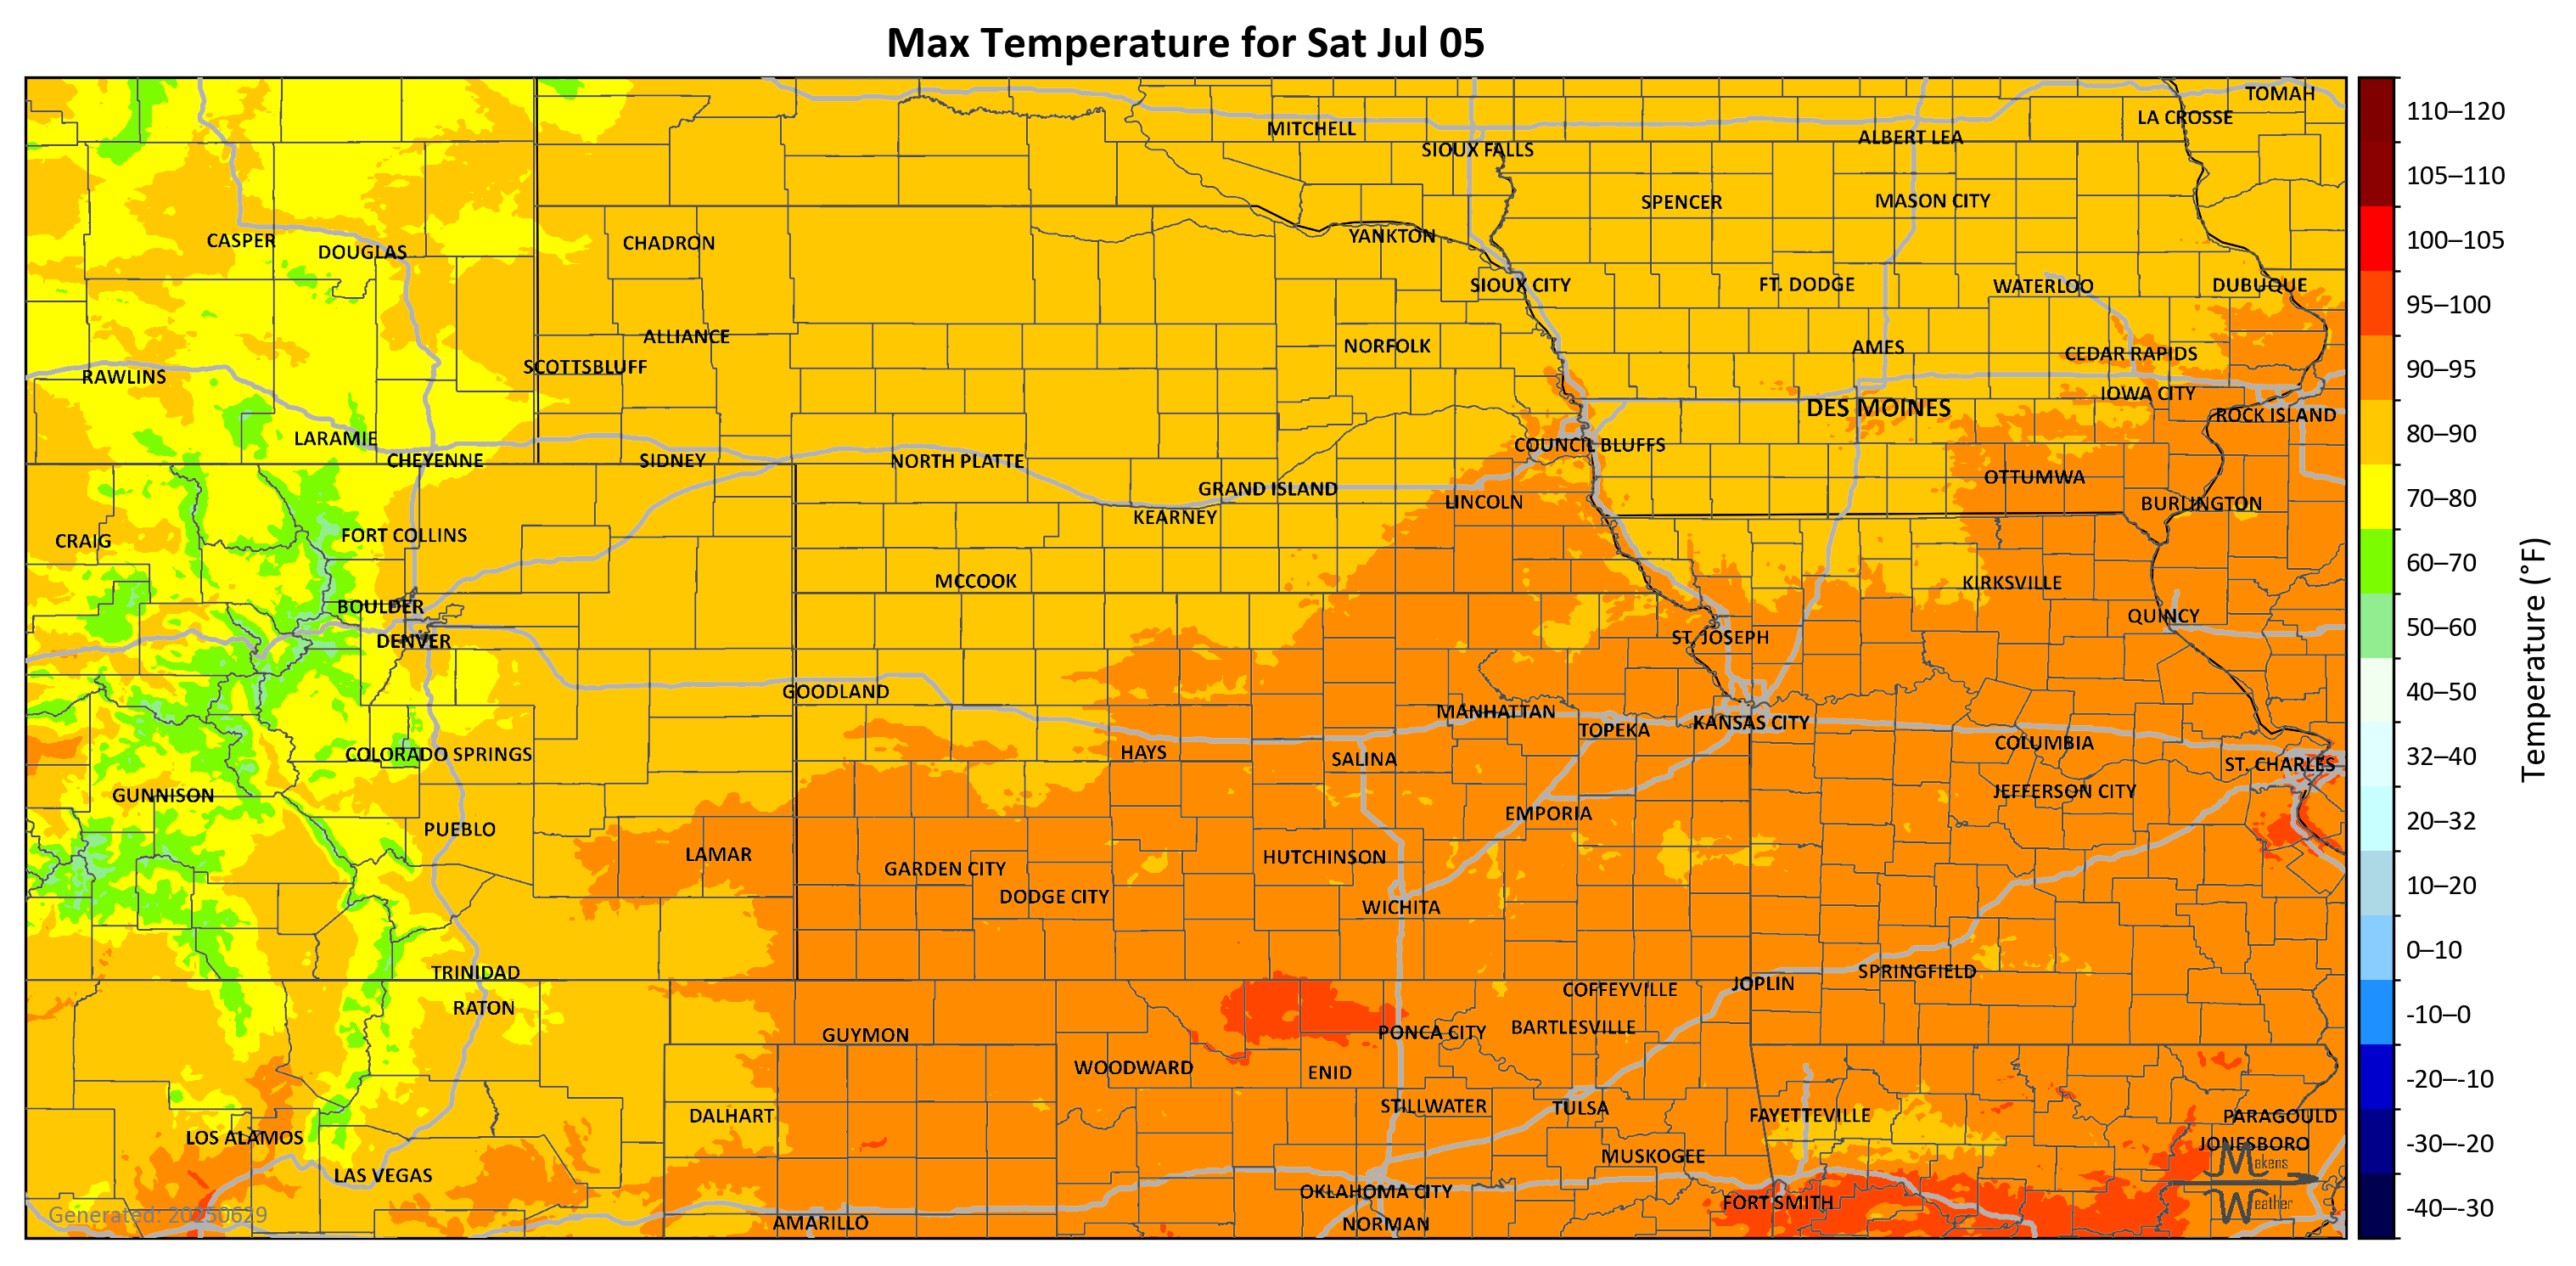 Max Temperature for Sat Jul 05
TOMAH
LA CROSSE
MITCHELL
ALBERT LEA
SIOUX FALLS
SPENCER
MASON CITY
YANKTON
CASPER
CHADRON
DOUGLAS
SIOUX CITY
FT. DODGE
WATERLOO
DUBUQUE
ALLIANCE
NORFOLK
AMES
CEDAR RAPIDS
SCOTTSBLUFF
RAWLINS
IOWA CITY
DES MOINES
ROCK ISLAND
LARAMIE
COUNCIL BLUFFS
CHEYENNE
SIDNEY
NORTH PLATTE
OTTUMWA
GRAND ISLAND
LINCOLN
BURLINGTON
KEARNEY
FORT COLLINS
CRAIG
MCCOOK
KIRKSVILLE
BOULDER
QUINCY
DENVER
ST. JOSEPH
GOODLAND
MANHATTAN
KANSAS CITY
TOPEKA
COLUMBIA
COLORADO SPRINGS
HAYS
SALINA
ST. CHARLES
GUNNISON
JEFFERSON CITY
EMPORIA
PUEBLO
LAMAR
HUTCHINSON
GARDEN CITY
DODGE CITY
WICHITA
TRINIDAD
SPRINGFIELD
JOPLIN
COFFEYVILLE
RATON
BARTLESVILLE
PONCA CITY
GUYMON
WOODWARD
ENID
STILLWATER
TULSA
DALHART
FAYETTEVILLE
PARAGOULD
LOS ALAMOS
JONESBORO
MUSKOGEE
LAS VEGAS
OKLAHOMA CITY
FORT SMITH
AMARILLO
NORMAN
Makens
Weather
Generated: 20250629
110–120
105–110
100–105
95–100
90–95
80–90
70–80
60–70
50–60
40–50
32–40
20–32
10–20
0–10
-10–0
-20–-10
-30–-20
-40–-30
Temperature (°F)